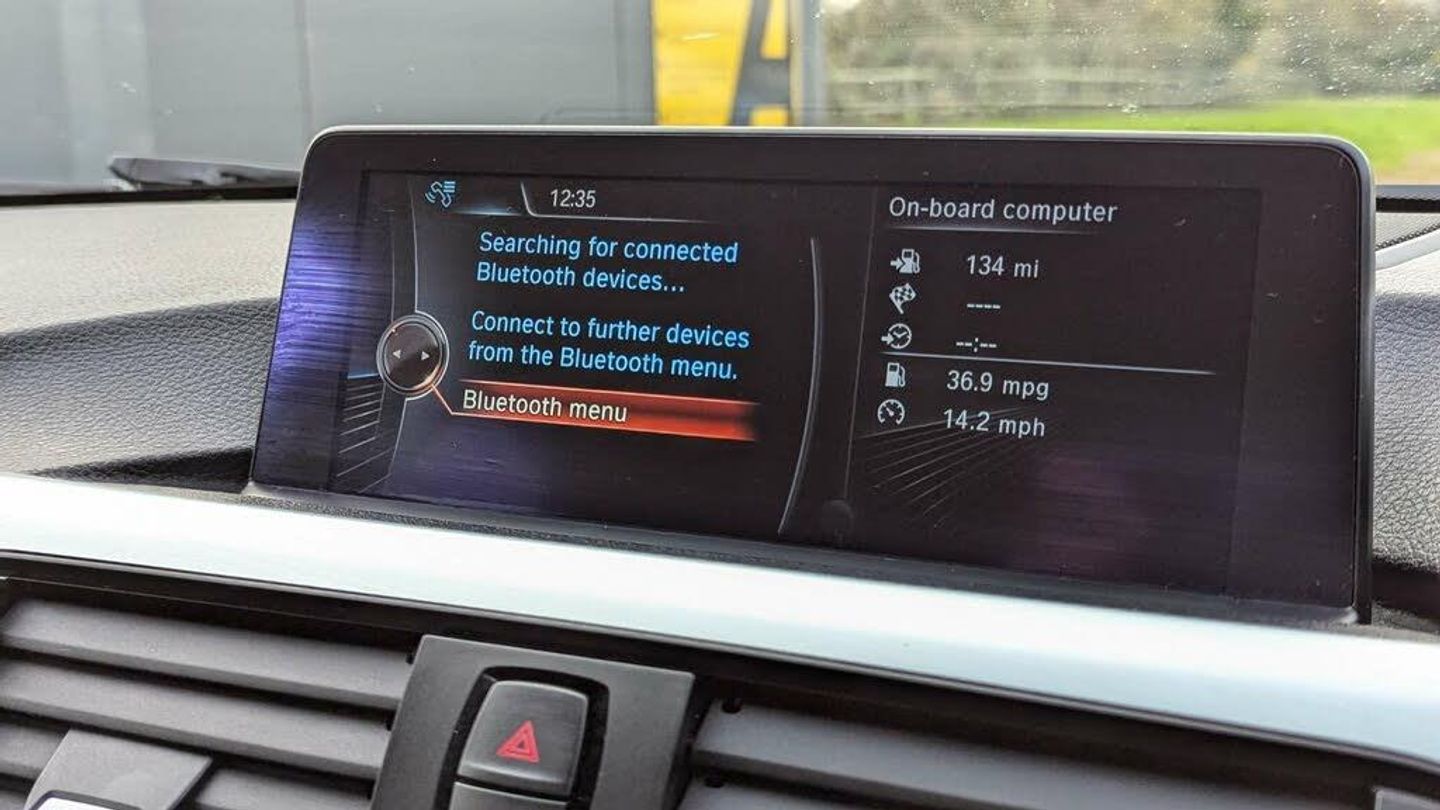 12:35
Searching for connected
Bluetooth devices...
Connect to further devices
from the Bluetooth menu.
Bluetooth menu
On-board computer
134 mi
----
--:--
36.9 mpg
14.2 mph